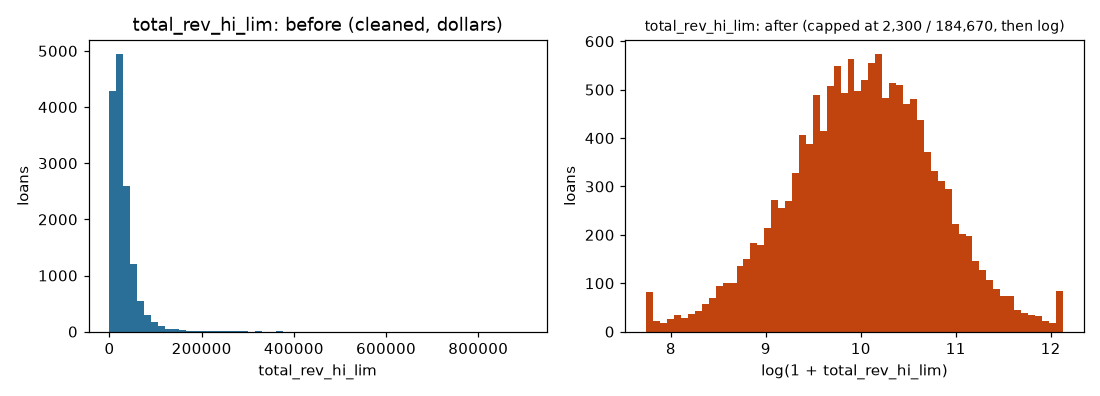 total_rev_hi_lim: before (cleaned, dollars)
5000
4000
3000
2000
1000
0
loans
0 200000 400000 600000 800000
total_rev_hi_lim
total_rev_hi_lim: after (capped at 2,300 / 184,670, then log)
600
500
400
300
200
100
0
loans
8 9 10 11 12
log(1 + total_rev_hi_lim)